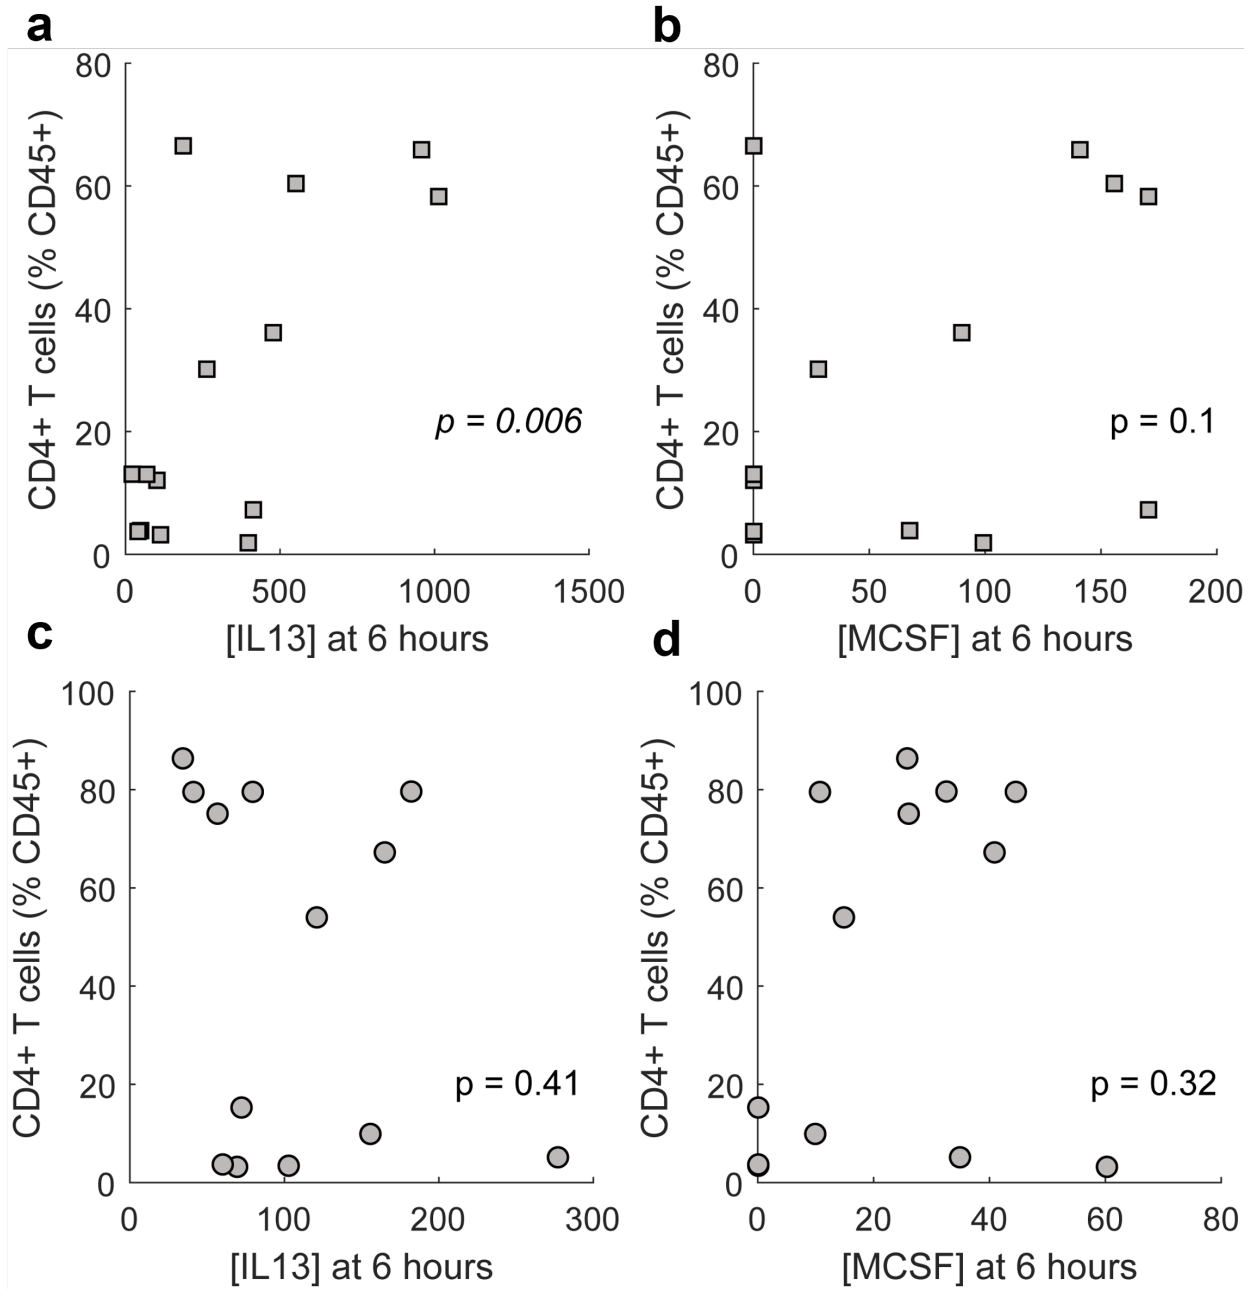 a
80
60
40
20
0
CD4+ T cells (% CD45+)
p = 0.006
0 500 1000 1500
[IL13] at 6 hours
b
80
60
40
20
0
CD4+ T cells (% CD45+)
p = 0.1
0 50 100 150 200
[MCSF] at 6 hours
c
100
80
60
40
20
0
CD4+ T cells (% CD45+)
p = 0.41
0 100 200 300
[IL13] at 6 hours
d
100
80
60
40
20
0
CD4+ T cells (% CD45+)
p = 0.32
0 20 40 60 80
[MCSF] at 6 hours